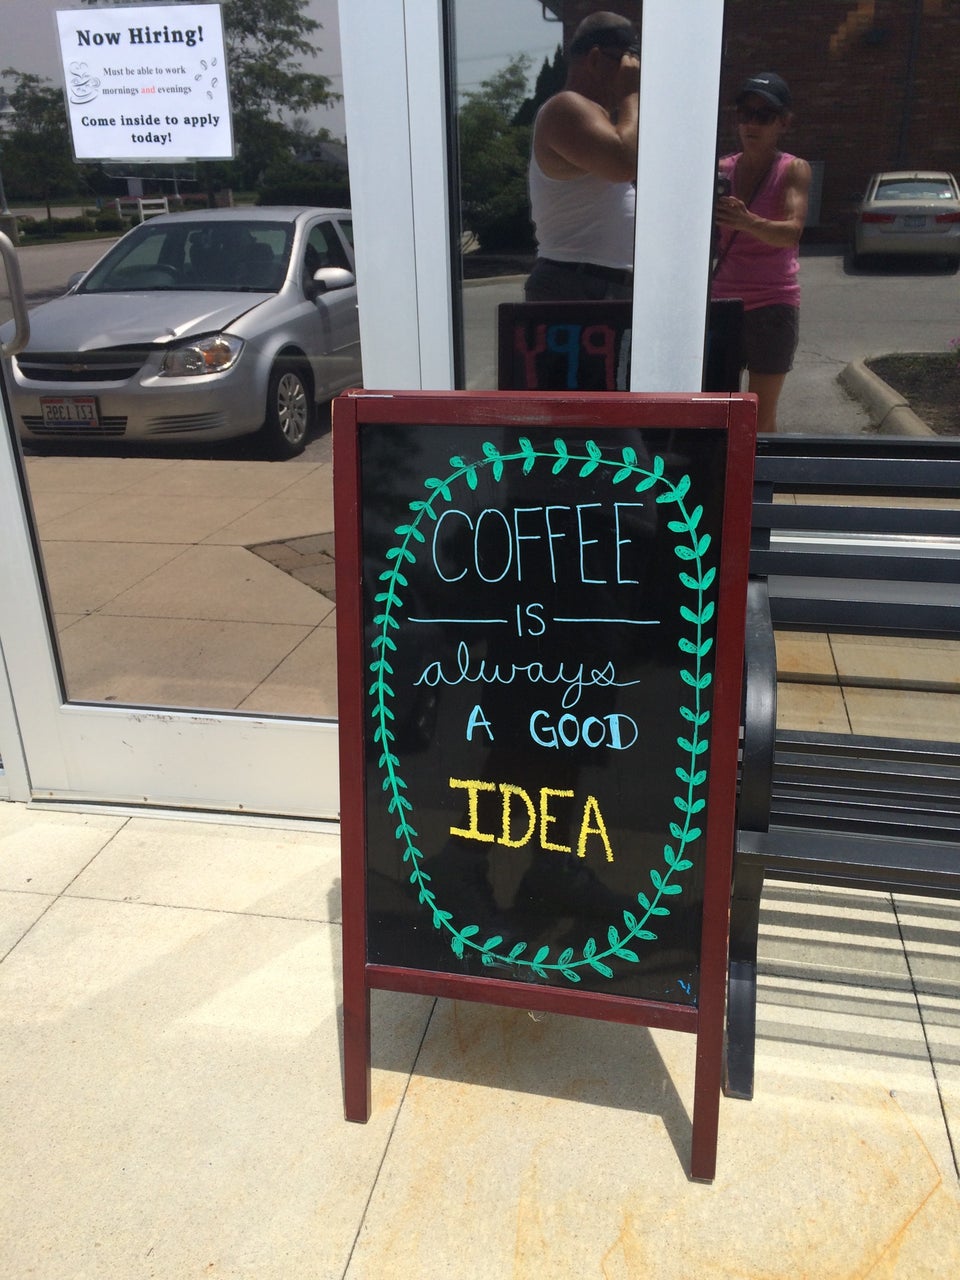 Now Hiring!
Must be able to work
mornings and evenings
Come inside to apply
today!
COFFEE
IS
always
A GOOD
IDEA